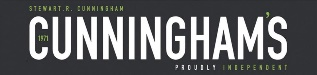 STEWART.R. CUNNINGHAM
1971 CUNNINGHAM'S
PROUDLY INDEPENDENT